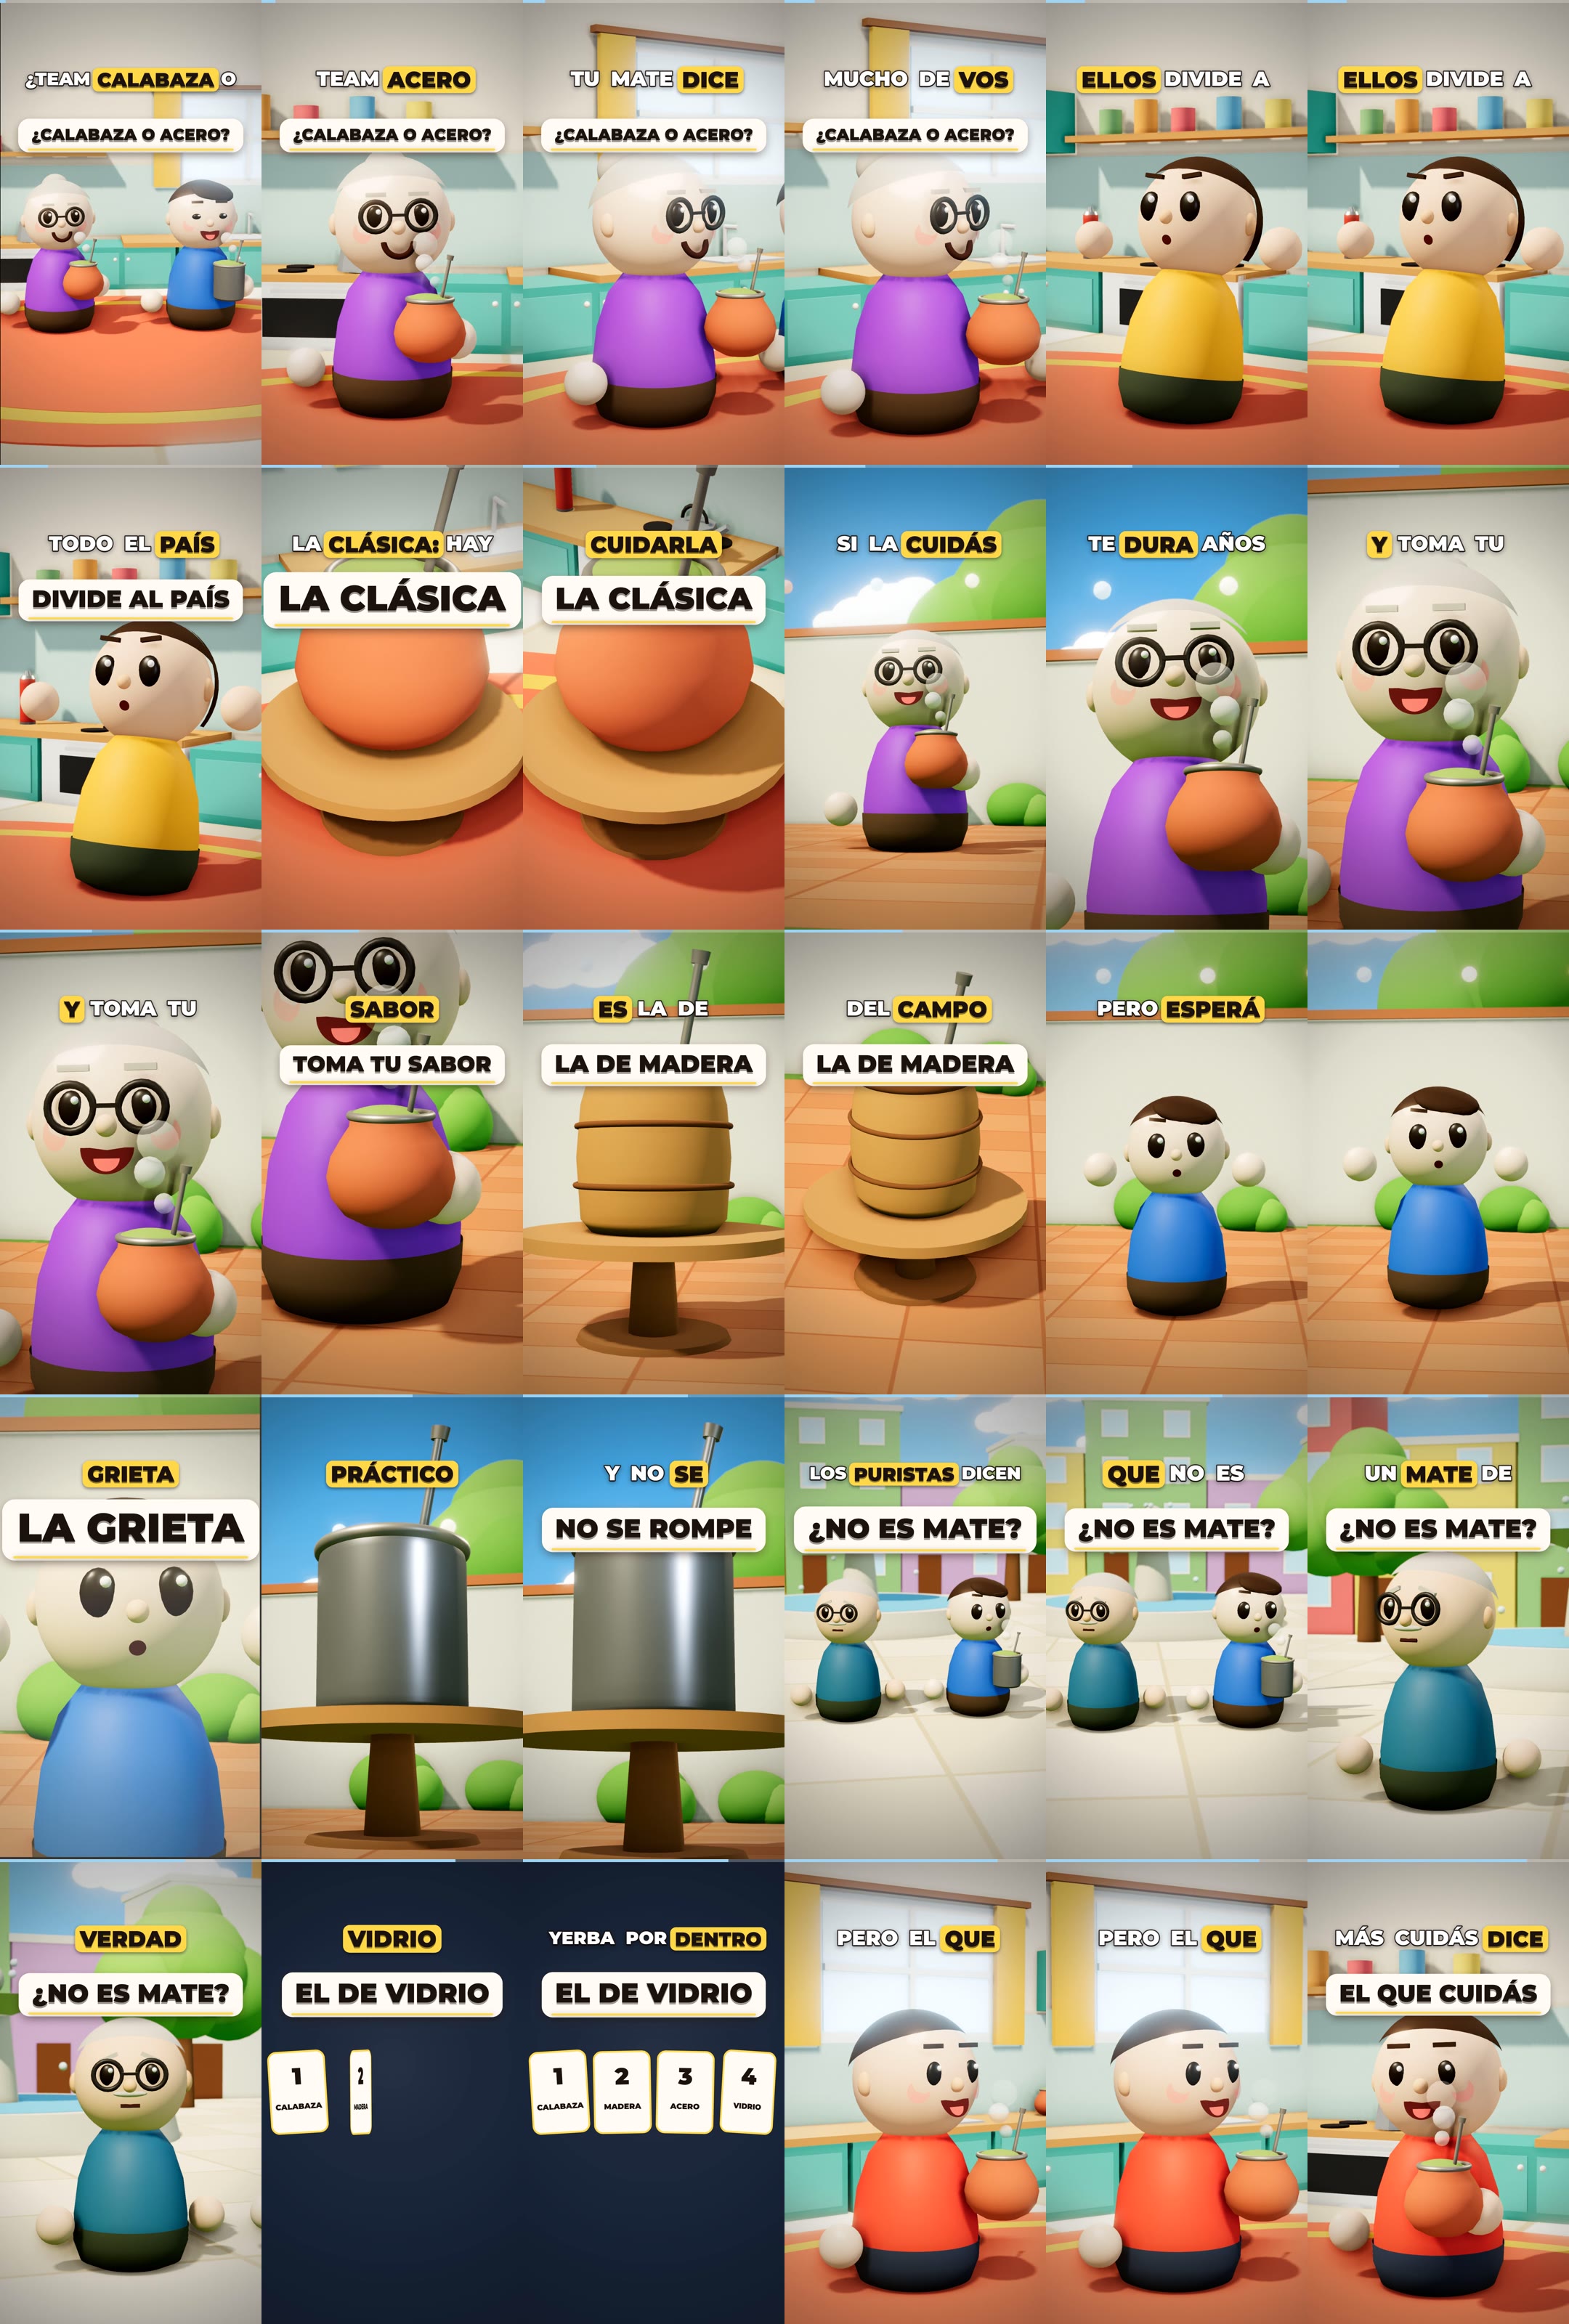 ¿TEAM CALABAZA O
¿CALABAZA O ACERO?
TEAM ACERO
¿CALABAZA O ACERO?
TU MATE DICE
¿CALABAZA O ACERO?
MUCHO DE VOS
¿CALABAZA O ACERO?
ELLOS DIVIDE A
ELLOS DIVIDE A
TODO EL PAÍS
DIVIDE AL PAÍS
LA CLÁSICA: HAY
LA CLÁSICA
CUIDARLA
LA CLÁSICA
SI LA CUIDÁS
TE DURA AÑOS
Y TOMA TU
Y TOMA TU
SABOR
TOMA TU SABOR
ES LA DE
LA DE MADERA
DEL CAMPO
LA DE MADERA
PERO ESPERÁ
GRIETA
LA GRIETA
PRÁCTICO
Y NO SE
NO SE ROMPE
LOS PURISTAS DICEN
¿NO ES MATE?
QUE NO ES
¿NO ES MATE?
UN MATE DE
¿NO ES MATE?
VERDAD
¿NO ES MATE?
VIDRIO
EL DE VIDRIO
1
CALABAZA
2
MADERA
YERBA POR DENTRO
EL DE VIDRIO
1
CALABAZA
2
MADERA
3
ACERO
4
VIDRIO
PERO EL QUE
PERO EL QUE
MÁS CUIDÁS DICE
EL QUE CUIDÁS